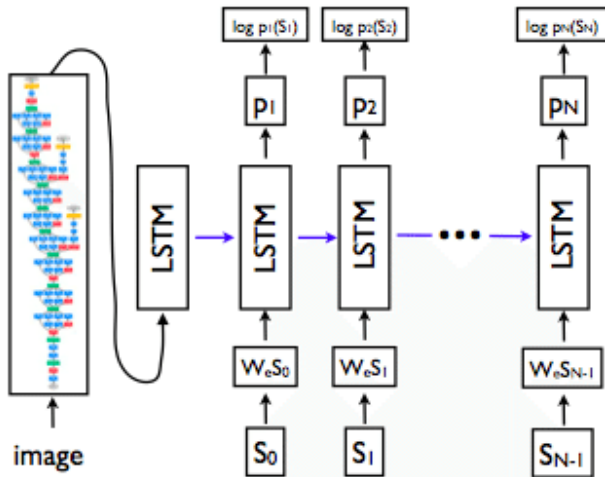 log p1(S1) log p2(S2) log pN(SN)
p1 p2 pN
LSTM LSTM LSTM ••• LSTM
WeS0 WeS1 WeSN-1
image S0 S1 SN-1